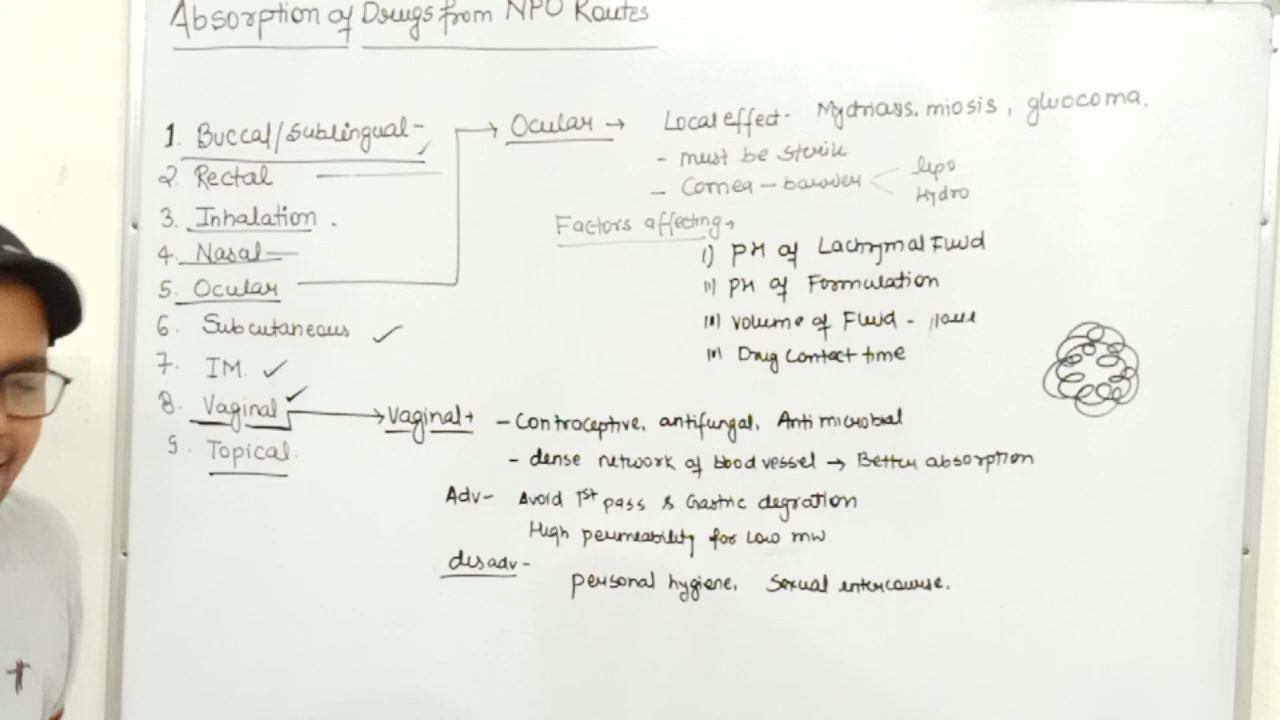 Absorption of Drugs from NPO Routes
1. Buccal/Sublingual -
2. Rectal
3. Inhalation.
4. Nasal
5. Ocular
6. Subcutaneous
7. IM.
8. Vaginal
9. Topical.
Ocular → Local effect - Mydriasis, miosis, glucoma.
- must be sterile
- Cornea - barrier
lipo
Hydro
Factors affecting →
i) PH of Lachrymal Fluid
ii) PH of Formulation
iii) Volume of Fluid -
iv) Drug Contact time
Vaginal → - Controceptive, antifungal, Anti microbial
- dense network of blood vessel → Better absorption
Adv - Avoid 1st pass & Gastric degration
High permeability for Low mw
disadv -
personal hygiene, Sexual intercourse.